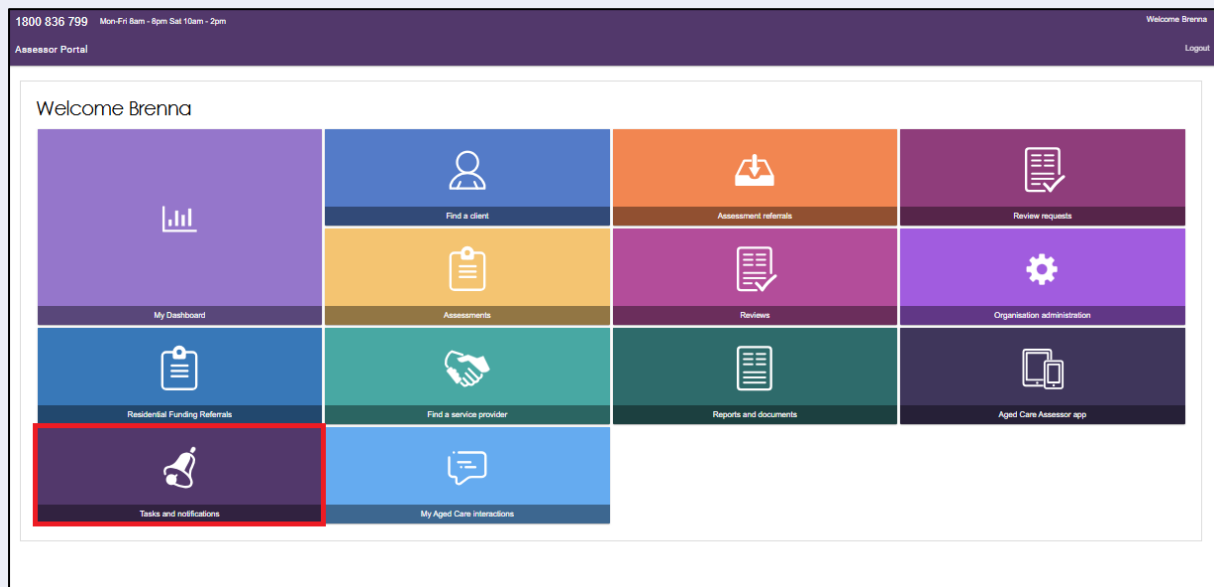 1800 836 799 Mon-Fri 8am - 8pm Sat 10am - 2pm
Welcome Brenna
Assessor Portal
Logout
Welcome Brenna
Find a client
Assessment referrals
Review requests
My Dashboard
Assessments
Reviews
Organisation administration
Residential Funding Referrals
Find a service provider
Reports and documents
Aged Care Assessor app
Tasks and notifications
My Aged Care interactions